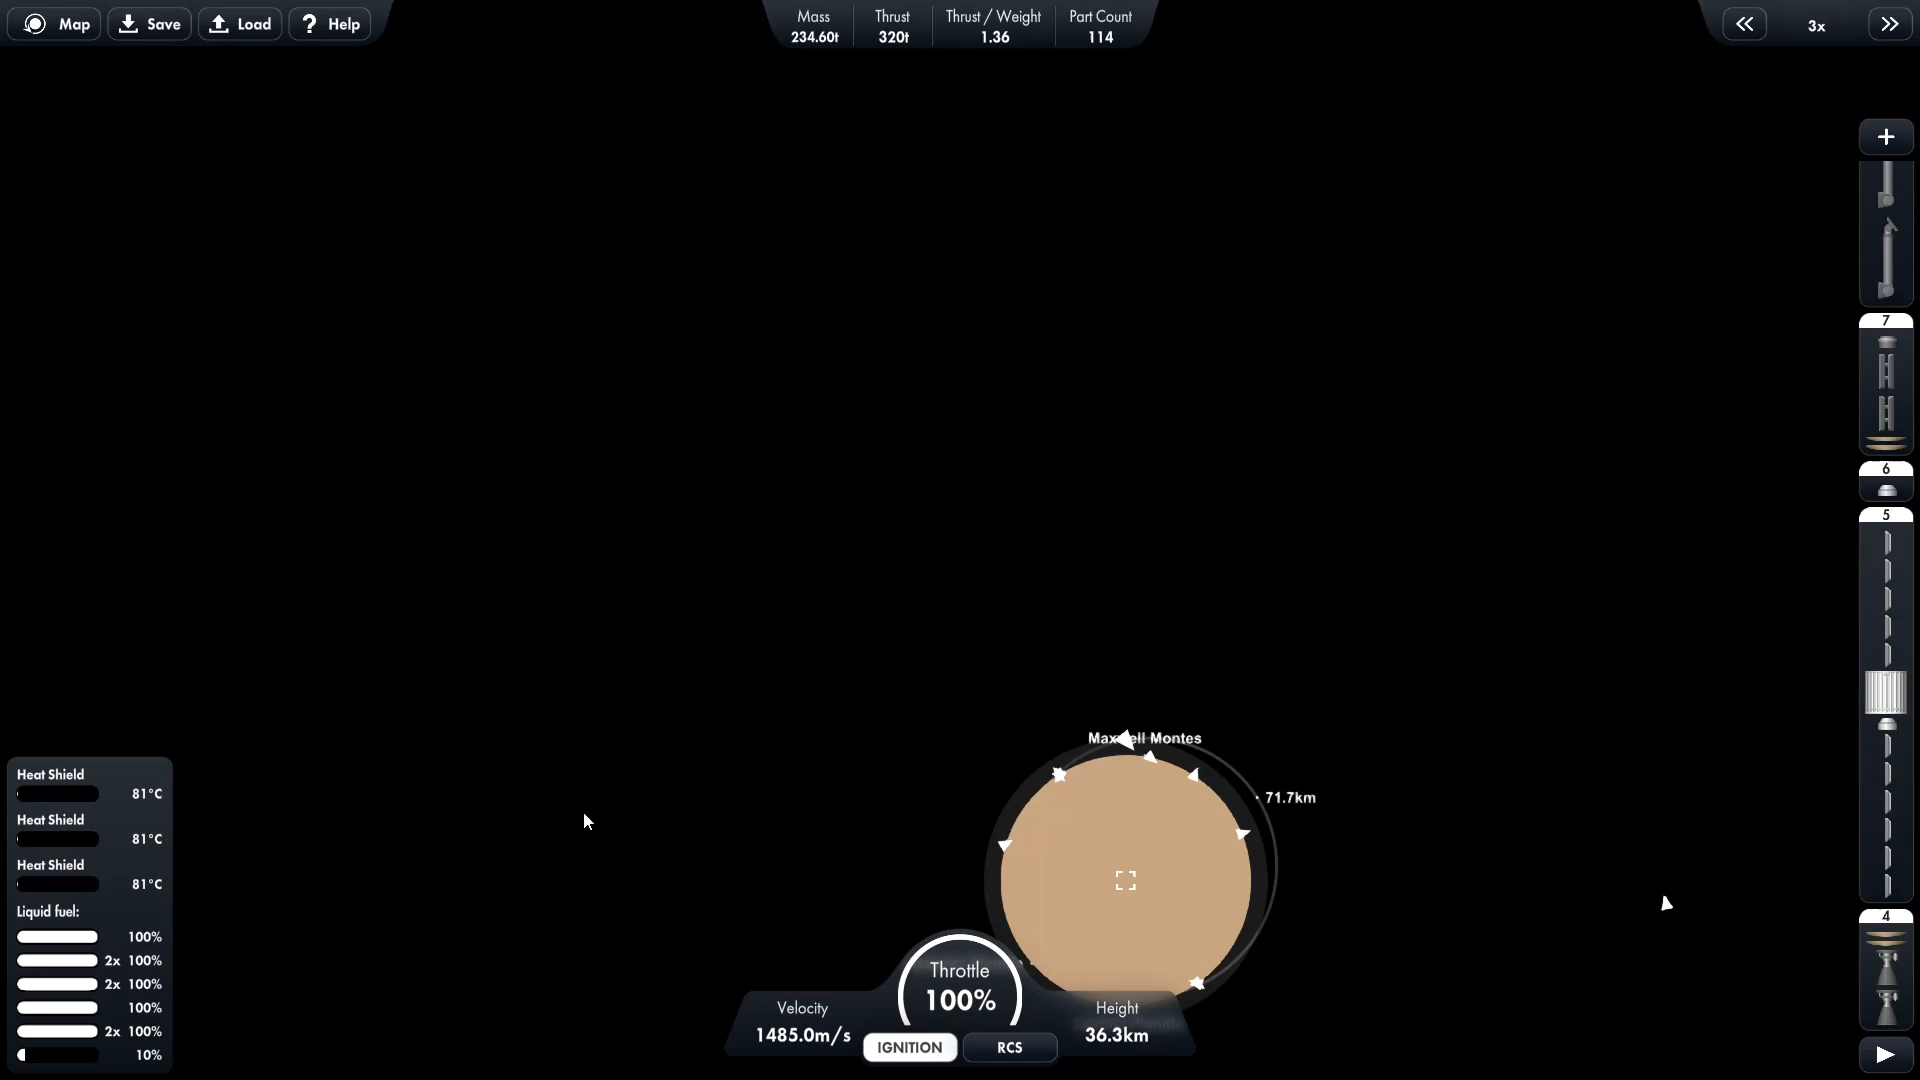 Map
Save
Load
Help
Mass
234.60t
Thrust
320t
Thrust / Weight
1.36
Part Count
114
3x
7
6
5
4
Maxwell Montes
71.7km
Heat Shield
81°C
Heat Shield
81°C
Heat Shield
81°C
Liquid fuel:
100%
2x 100%
2x 100%
100%
2x 100%
10%
Throttle
100%
Velocity
1485.0m/s
IGNITION
RCS
Height
36.3km